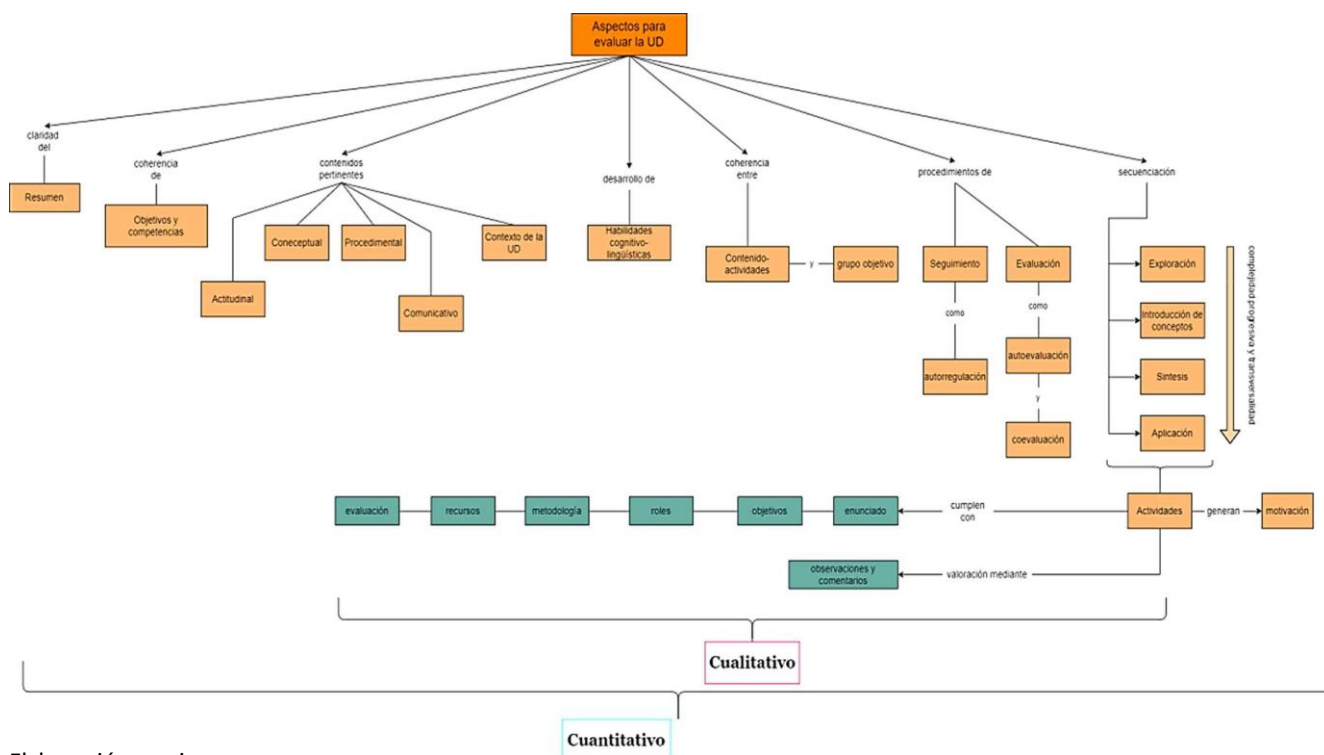 Aspectos para
evaluar la UD
claridad
del
Resumen
coherencia
de
Objetivos y
competencias
contenidos
pertinentes
Actitudinal
Coneceptual
Procedimental
Comunicativo
Contexto de la
UD
desarrollo de
Habilidades
cognitivo-
lingüísticas
coherencia
entre
Contenido-
actividades
y
grupo objetivo
procedimientos de
Seguimiento
como
autorregulación
Evaluación
como
autoevaluación
y
coevaluación
secuenciación
Exploración
Introducción de
conceptos
Sintesis
Aplicación
complejidad progresiva y transversalidad
Actividades
generan
motivación
cumplen
con
enunciado
objetivos
roles
metodología
recursos
evaluación
valoración mediante
observaciones y
comentarios
Cualitativo
Cuantitativo